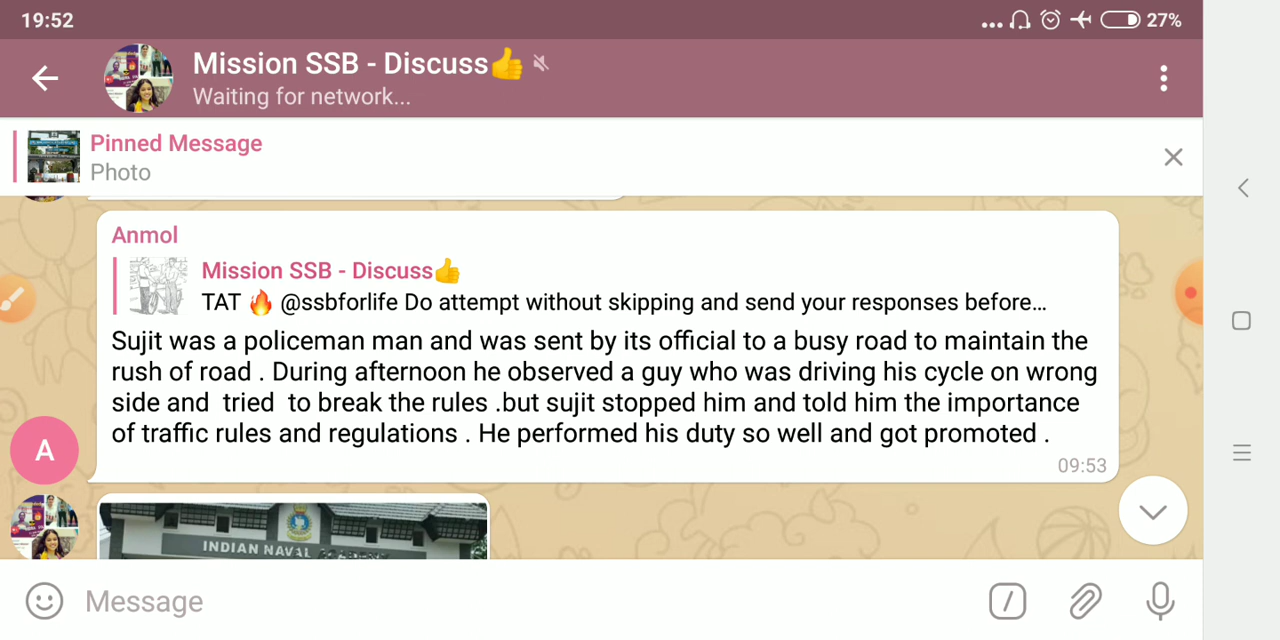 19:52
27%
Mission SSB - Discuss👍
Waiting for network...
Pinned Message
Photo
Anmol
Mission SSB - Discuss👍
TAT 🔥 @ssbforlife Do attempt without skipping and send your responses before...
Sujit was a policeman man and was sent by its official to a busy road to maintain the
rush of road . During afternoon he observed a guy who was driving his cycle on wrong
side and  tried  to break the rules .but sujit stopped him and told him the importance
of traffic rules and regulations . He performed his duty so well and got promoted .
09:53
A
INDIAN NAVAL
Message